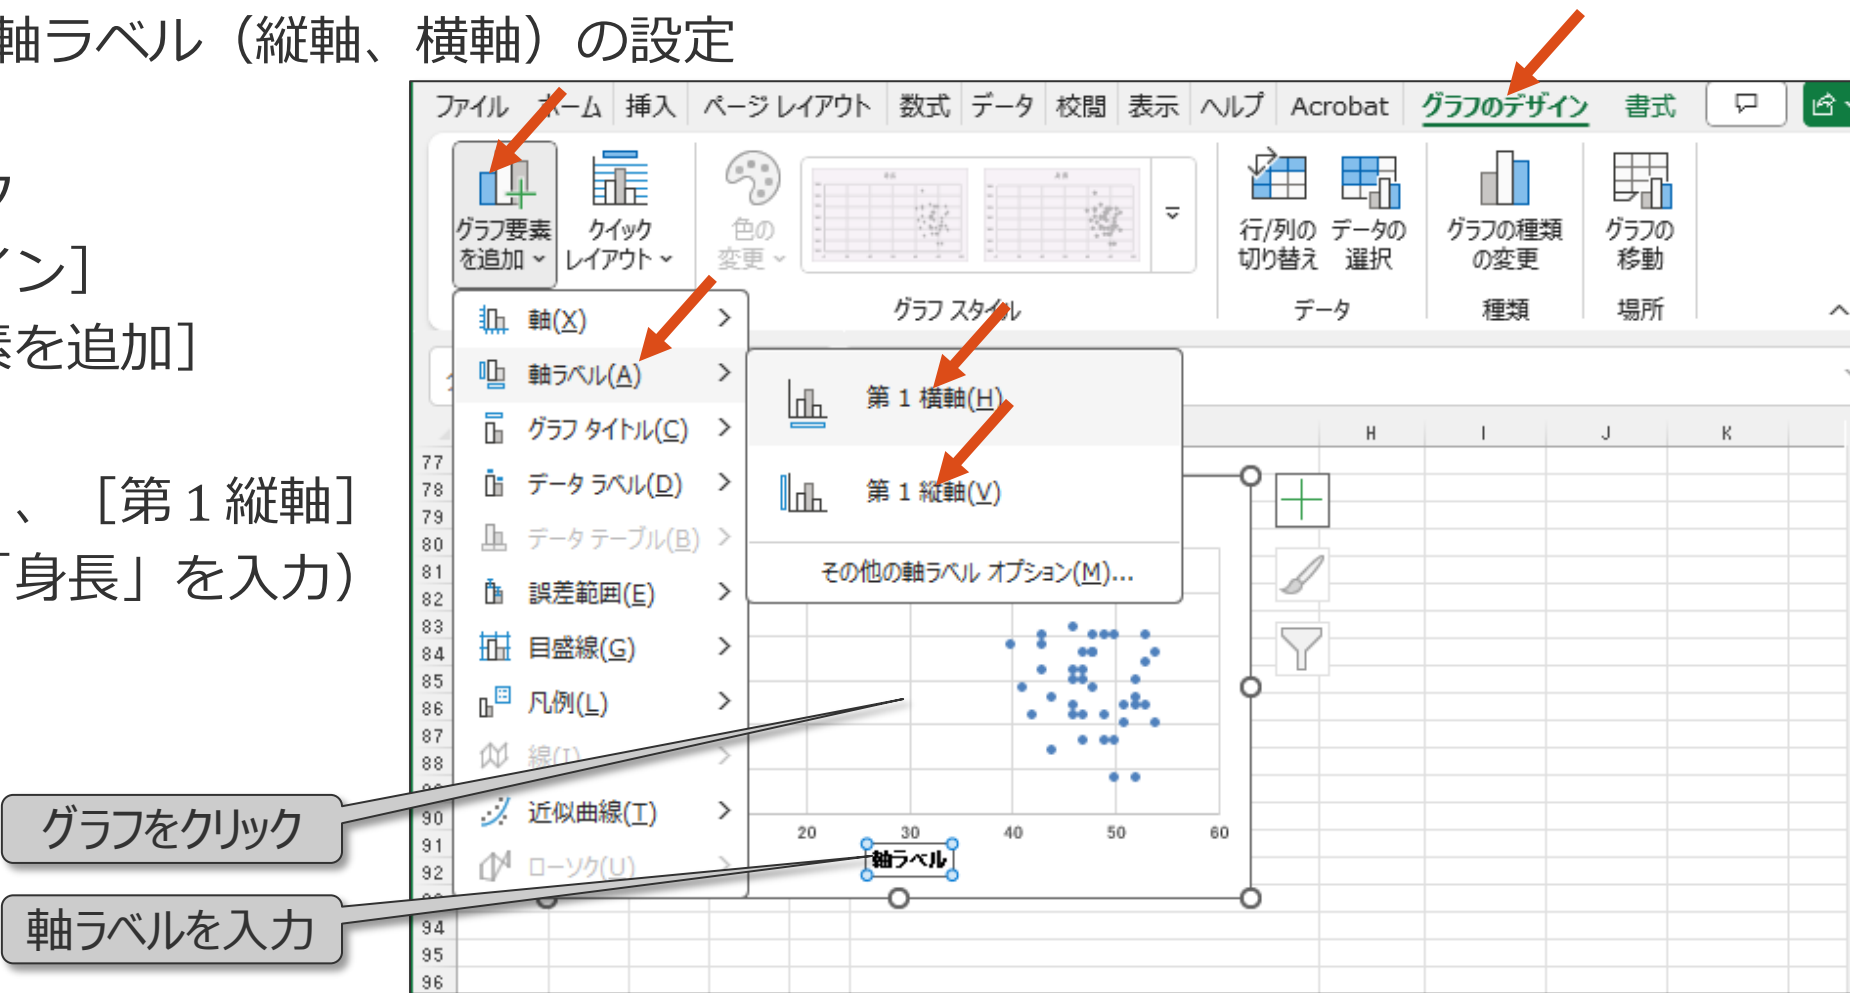 軸ラベル（縦軸、横軸）の設定
ク
イン］
素を追加］
、［第１縦軸］
「身長」を入力）
グラフをクリック
軸ラベルを入力
ファイル ホーム 挿入 ページ レイアウト 数式 データ 校閲 表示 ヘルプ Acrobat グラフのデザイン 書式
グラフ要素
を追加
クイック
レイアウト
色の
変更
行/列の
切り替え
データの
選択
グラフの種類
の変更
グラフの
移動
グラフ スタイル データ 種類 場所
軸(X)
軸ラベル(A)
グラフ タイトル(C)
データ ラベル(D)
データ テーブル(B)
誤差範囲(E)
目盛線(G)
凡例(L)
線(I)
近似曲線(T)
ローソク(U)
第 1 横軸(H)
第 1 縦軸(V)
その他の軸ラベル オプション(M)...
H I J K
77
78
79
80
81
82
83
84
85
86
87
88
90
91
92
94
95
96
20 30 40 50 60
軸ラベル